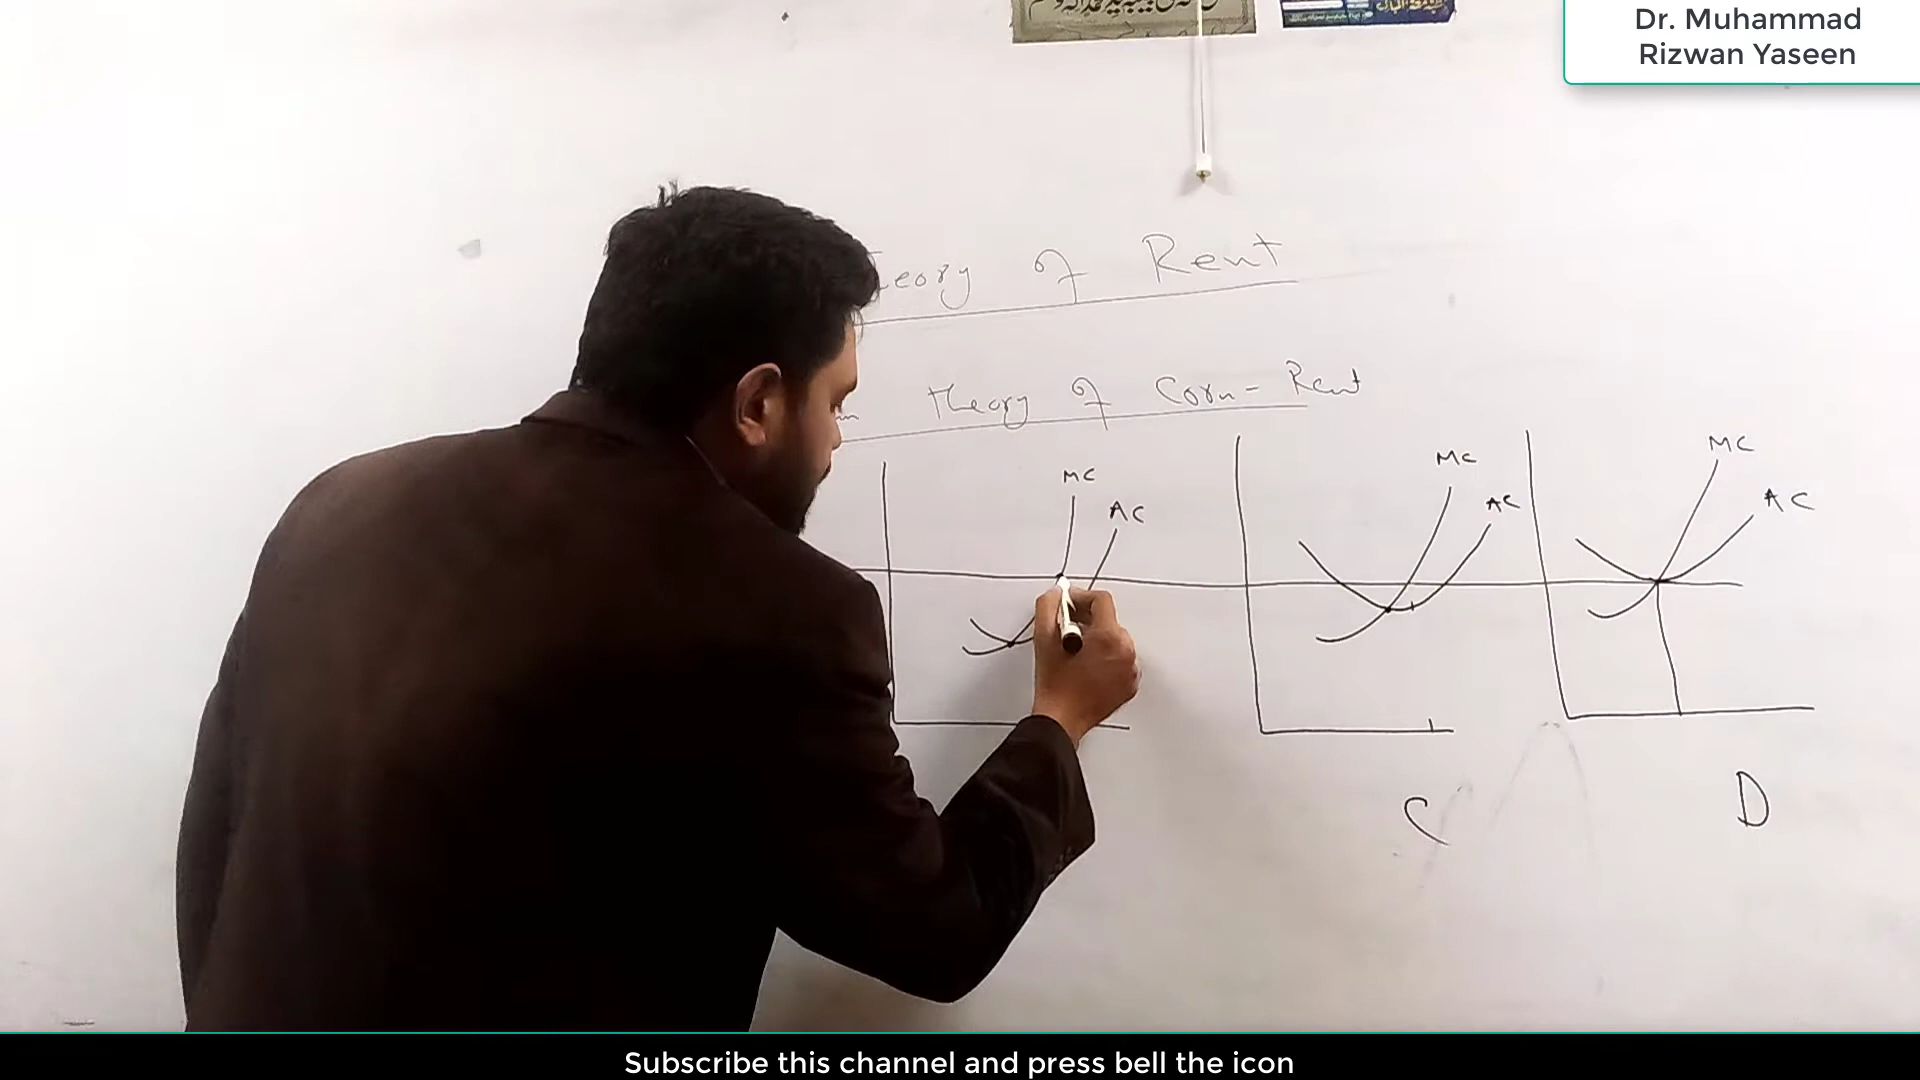 Dr. Muhammad
Rizwan Yaseen
of Rent
Theory of Corn-Rent
MC
AC
MC
AC
MC
AC
C
D
Subscribe this channel and press bell the icon